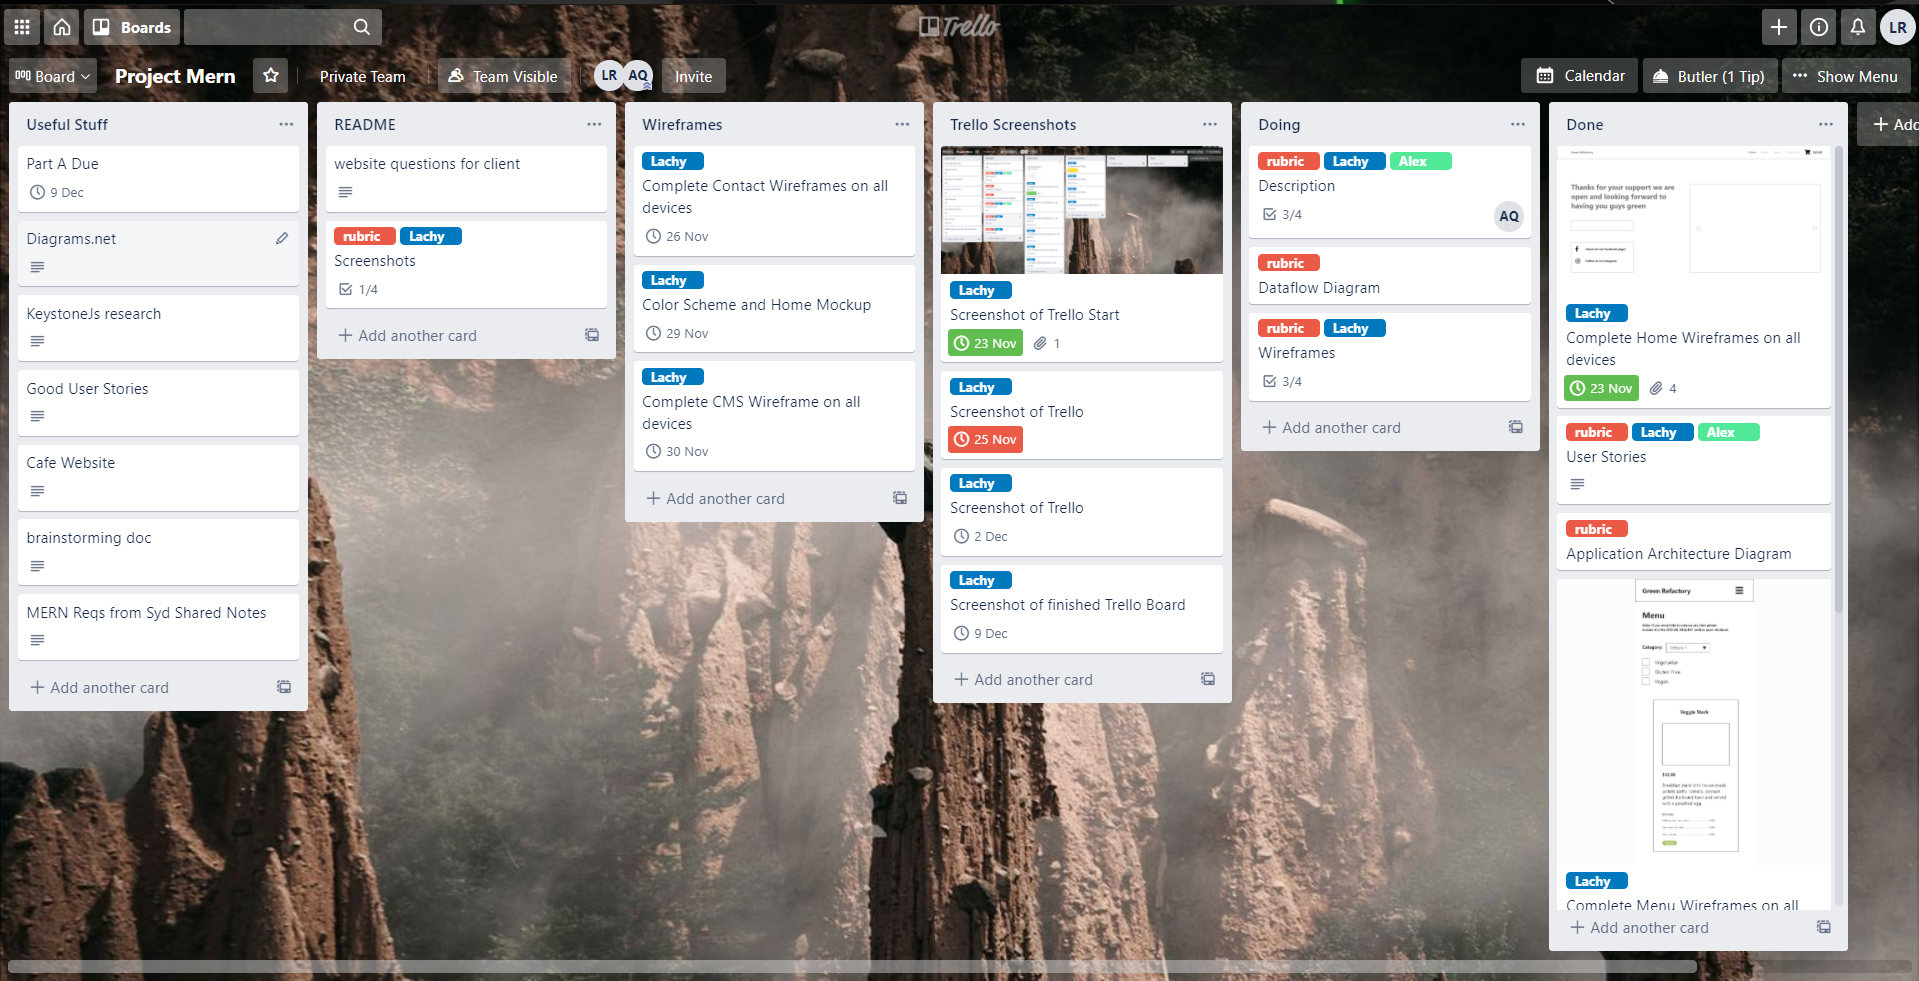 Boards
Trello
LR
Board
Project Mern
Private Team
Team Visible
LR
AQ
Invite
Calendar
Butler (1 Tip)
Show Menu
Useful Stuff
Part A Due
9 Dec
Diagrams.net
KeystoneJs research
Good User Stories
Cafe Website
brainstorming doc
MERN Reqs from Syd Shared Notes
Add another card
README
website questions for client
rubric
Lachy
Screenshots
1/4
Add another card
Wireframes
Lachy
Complete Contact Wireframes on all
devices
26 Nov
Lachy
Color Scheme and Home Mockup
29 Nov
Lachy
Complete CMS Wireframe on all
devices
30 Nov
Add another card
Trello Screenshots
Lachy
Screenshot of Trello Start
23 Nov
1
Lachy
Screenshot of Trello
25 Nov
Lachy
Screenshot of Trello
2 Dec
Lachy
Screenshot of finished Trello Board
9 Dec
Add another card
Doing
rubric
Lachy
Alex
Description
3/4
AQ
rubric
Dataflow Diagram
rubric
Lachy
Wireframes
3/4
Add another card
Done
Green Refactory
Thanks for your support we are
open and looking forward to
having you guys green
Lachy
Complete Home Wireframes on all
devices
23 Nov
4
rubric
Lachy
Alex
User Stories
rubric
Application Architecture Diagram
Green Refactory
Menu
Category:
Vegetarian
Gluten Free
Vegan
Veggie Stack
$12.00
Lachy
Complete Menu Wireframes on all
Add another card
Add